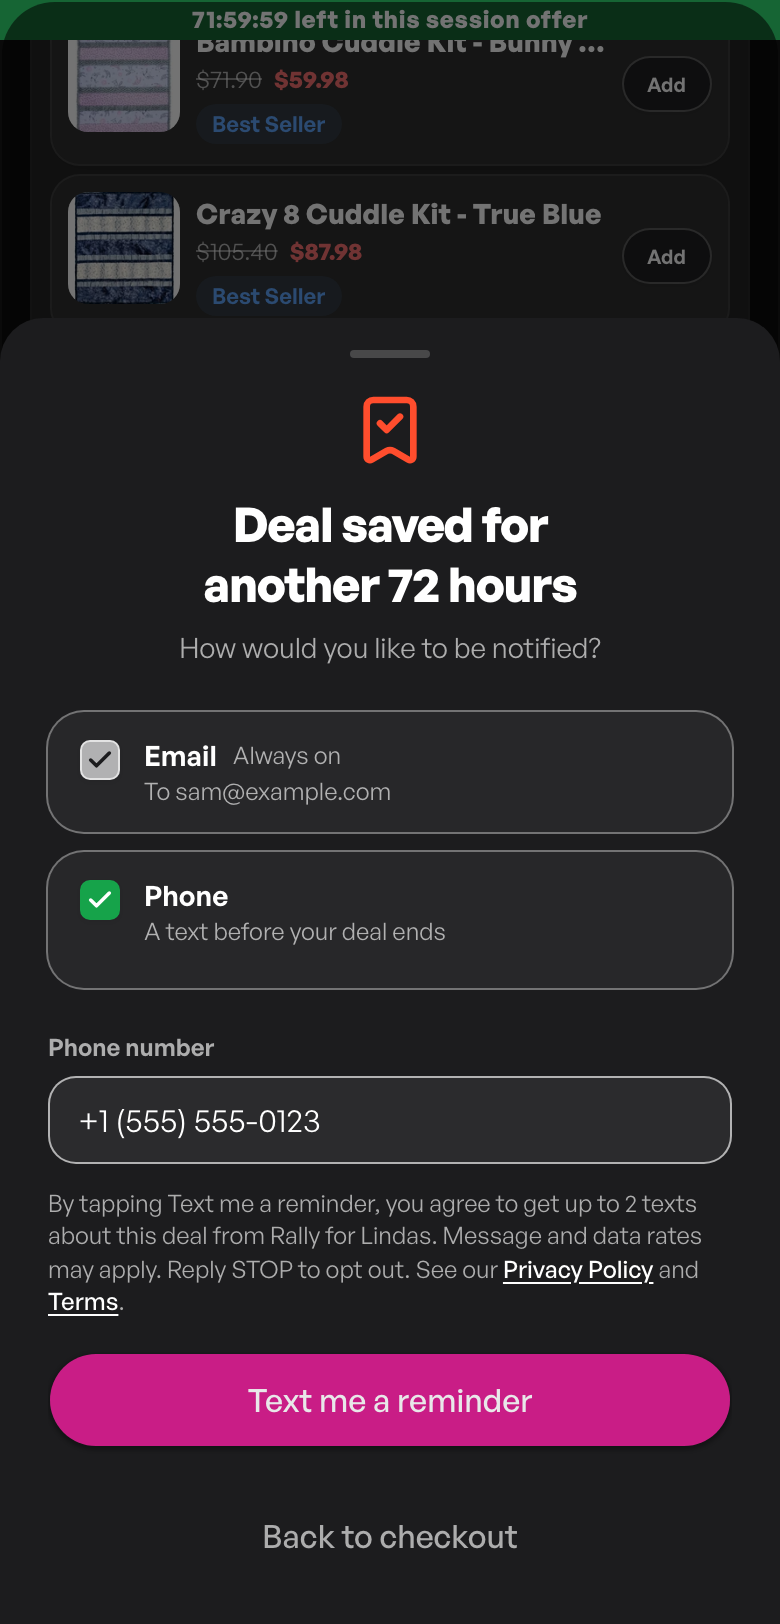 71:59:59 left in this session offer
Bambino Cuddle Kit - Bunny ...
$71.90 $59.98
Add
Best Seller
Crazy 8 Cuddle Kit - True Blue
$105.40 $87.98
Add
Best Seller
Deal saved for
another 72 hours
How would you like to be notified?
Email Always on
To sam@example.com
Phone
A text before your deal ends
Phone number
+1 (555) 555-0123
By tapping Text me a reminder, you agree to get up to 2 texts
about this deal from Rally for Lindas. Message and data rates
may apply. Reply STOP to opt out. See our Privacy Policy and
Terms.
Text me a reminder
Back to checkout